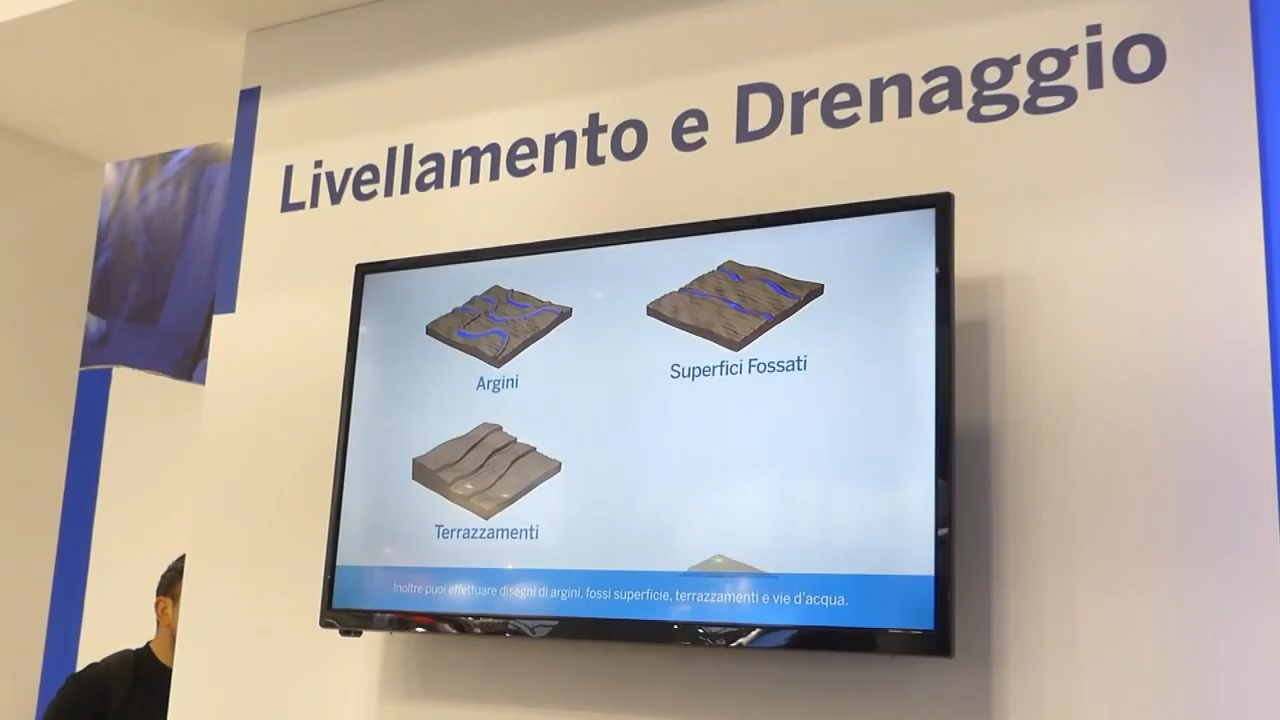 Livellamento e Drenaggio
Argini
Superfici Fossati
Terrazzamenti
Inoltre puoi effettuare disegni di argini, fossi superficie, terrazzamenti e vie d'acqua.